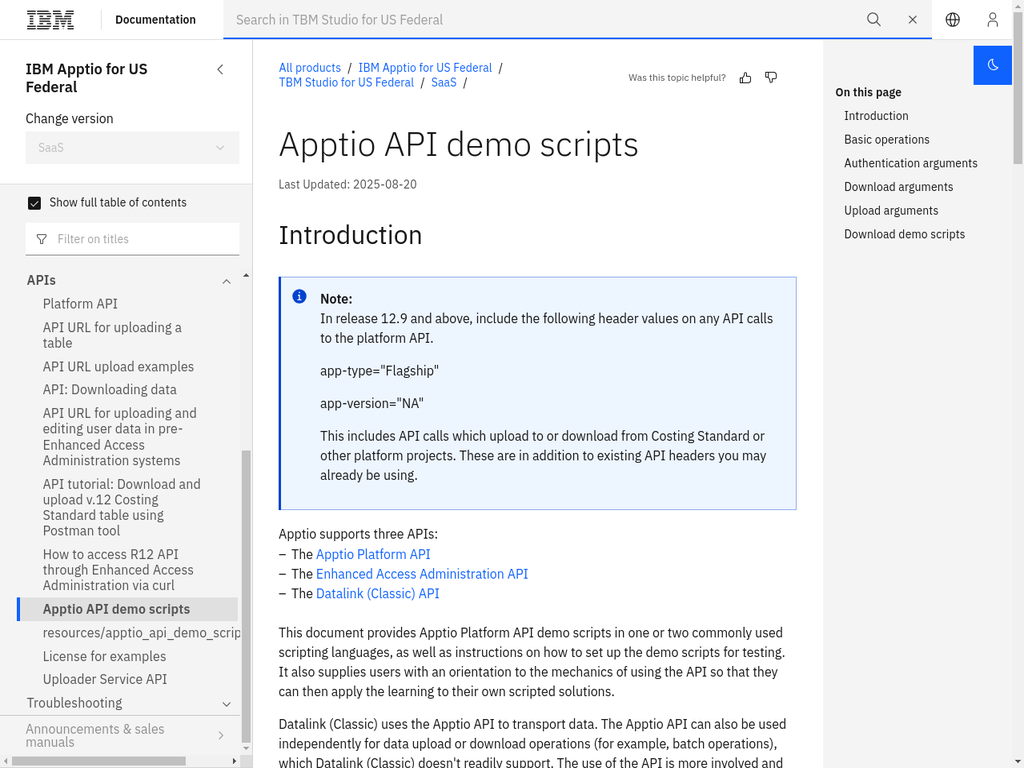 IBM
Documentation
Search in TBM Studio for US Federal
IBM Apptio for US
Federal
Change version
SaaS
Show full table of contents
Filter on titles
APIs
Platform API
API URL for uploading a
table
API URL upload examples
API: Downloading data
API URL for uploading and
editing user data in pre-
Enhanced Access
Administration systems
API tutorial: Download and
upload v.12 Costing
Standard table using
Postman tool
How to access R12 API
through Enhanced Access
Administration via curl
Apptio API demo scripts
resources/apptio_api_demo_scrip
License for examples
Uploader Service API
Troubleshooting
Announcements & sales
manuals
All products / IBM Apptio for US Federal /
TBM Studio for US Federal / SaaS /
Was this topic helpful?
Apptio API demo scripts
Last Updated: 2025-08-20
Introduction
Note:
In release 12.9 and above, include the following header values on any API calls
to the platform API.
app-type="Flagship"
app-version="NA"
This includes API calls which upload to or download from Costing Standard or
other platform projects. These are in addition to existing API headers you may
already be using.
Apptio supports three APIs:
– The Apptio Platform API
– The Enhanced Access Administration API
– The Datalink (Classic) API
This document provides Apptio Platform API demo scripts in one or two commonly used
scripting languages, as well as instructions on how to set up the demo scripts for testing.
It also supplies users with an orientation to the mechanics of using the API so that they
can then apply the learning to their own scripted solutions.
Datalink (Classic) uses the Apptio API to transport data. The Apptio API can also be used
independently for data upload or download operations (for example, batch operations),
which Datalink (Classic) doesn't readily support. The use of the API is more involved and
On this page
Introduction
Basic operations
Authentication arguments
Download arguments
Upload arguments
Download demo scripts